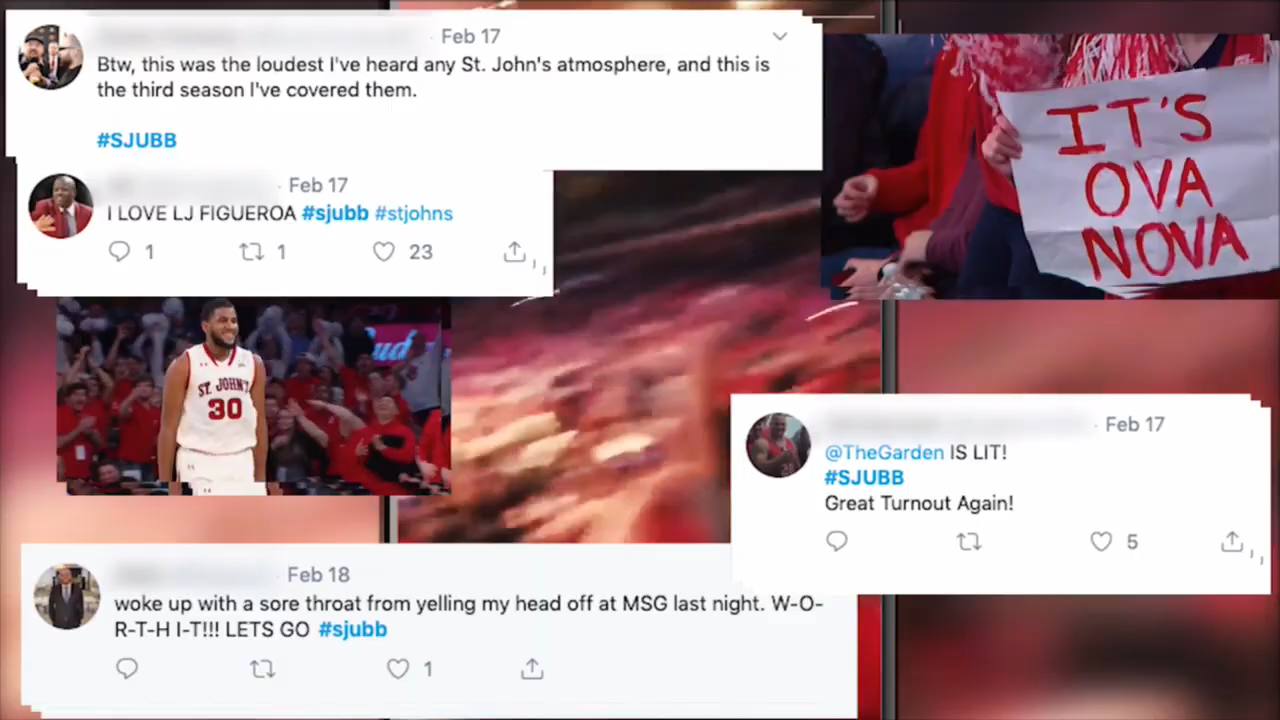 Feb 17
Btw, this was the loudest I've heard any St. John's atmosphere, and this is
the third season I've covered them.
#SJUBB
Feb 17
I LOVE LJ FIGUEROA #sjubb #stjohns
1 1 23
IT'S
OVA
NOVA
ST. JOHN'S
30
Feb 17
@TheGarden IS LIT!
#SJUBB
Great Turnout Again!
5
Feb 18
woke up with a sore throat from yelling my head off at MSG last night. W-O-
R-T-H I-T!!! LETS GO #sjubb
1